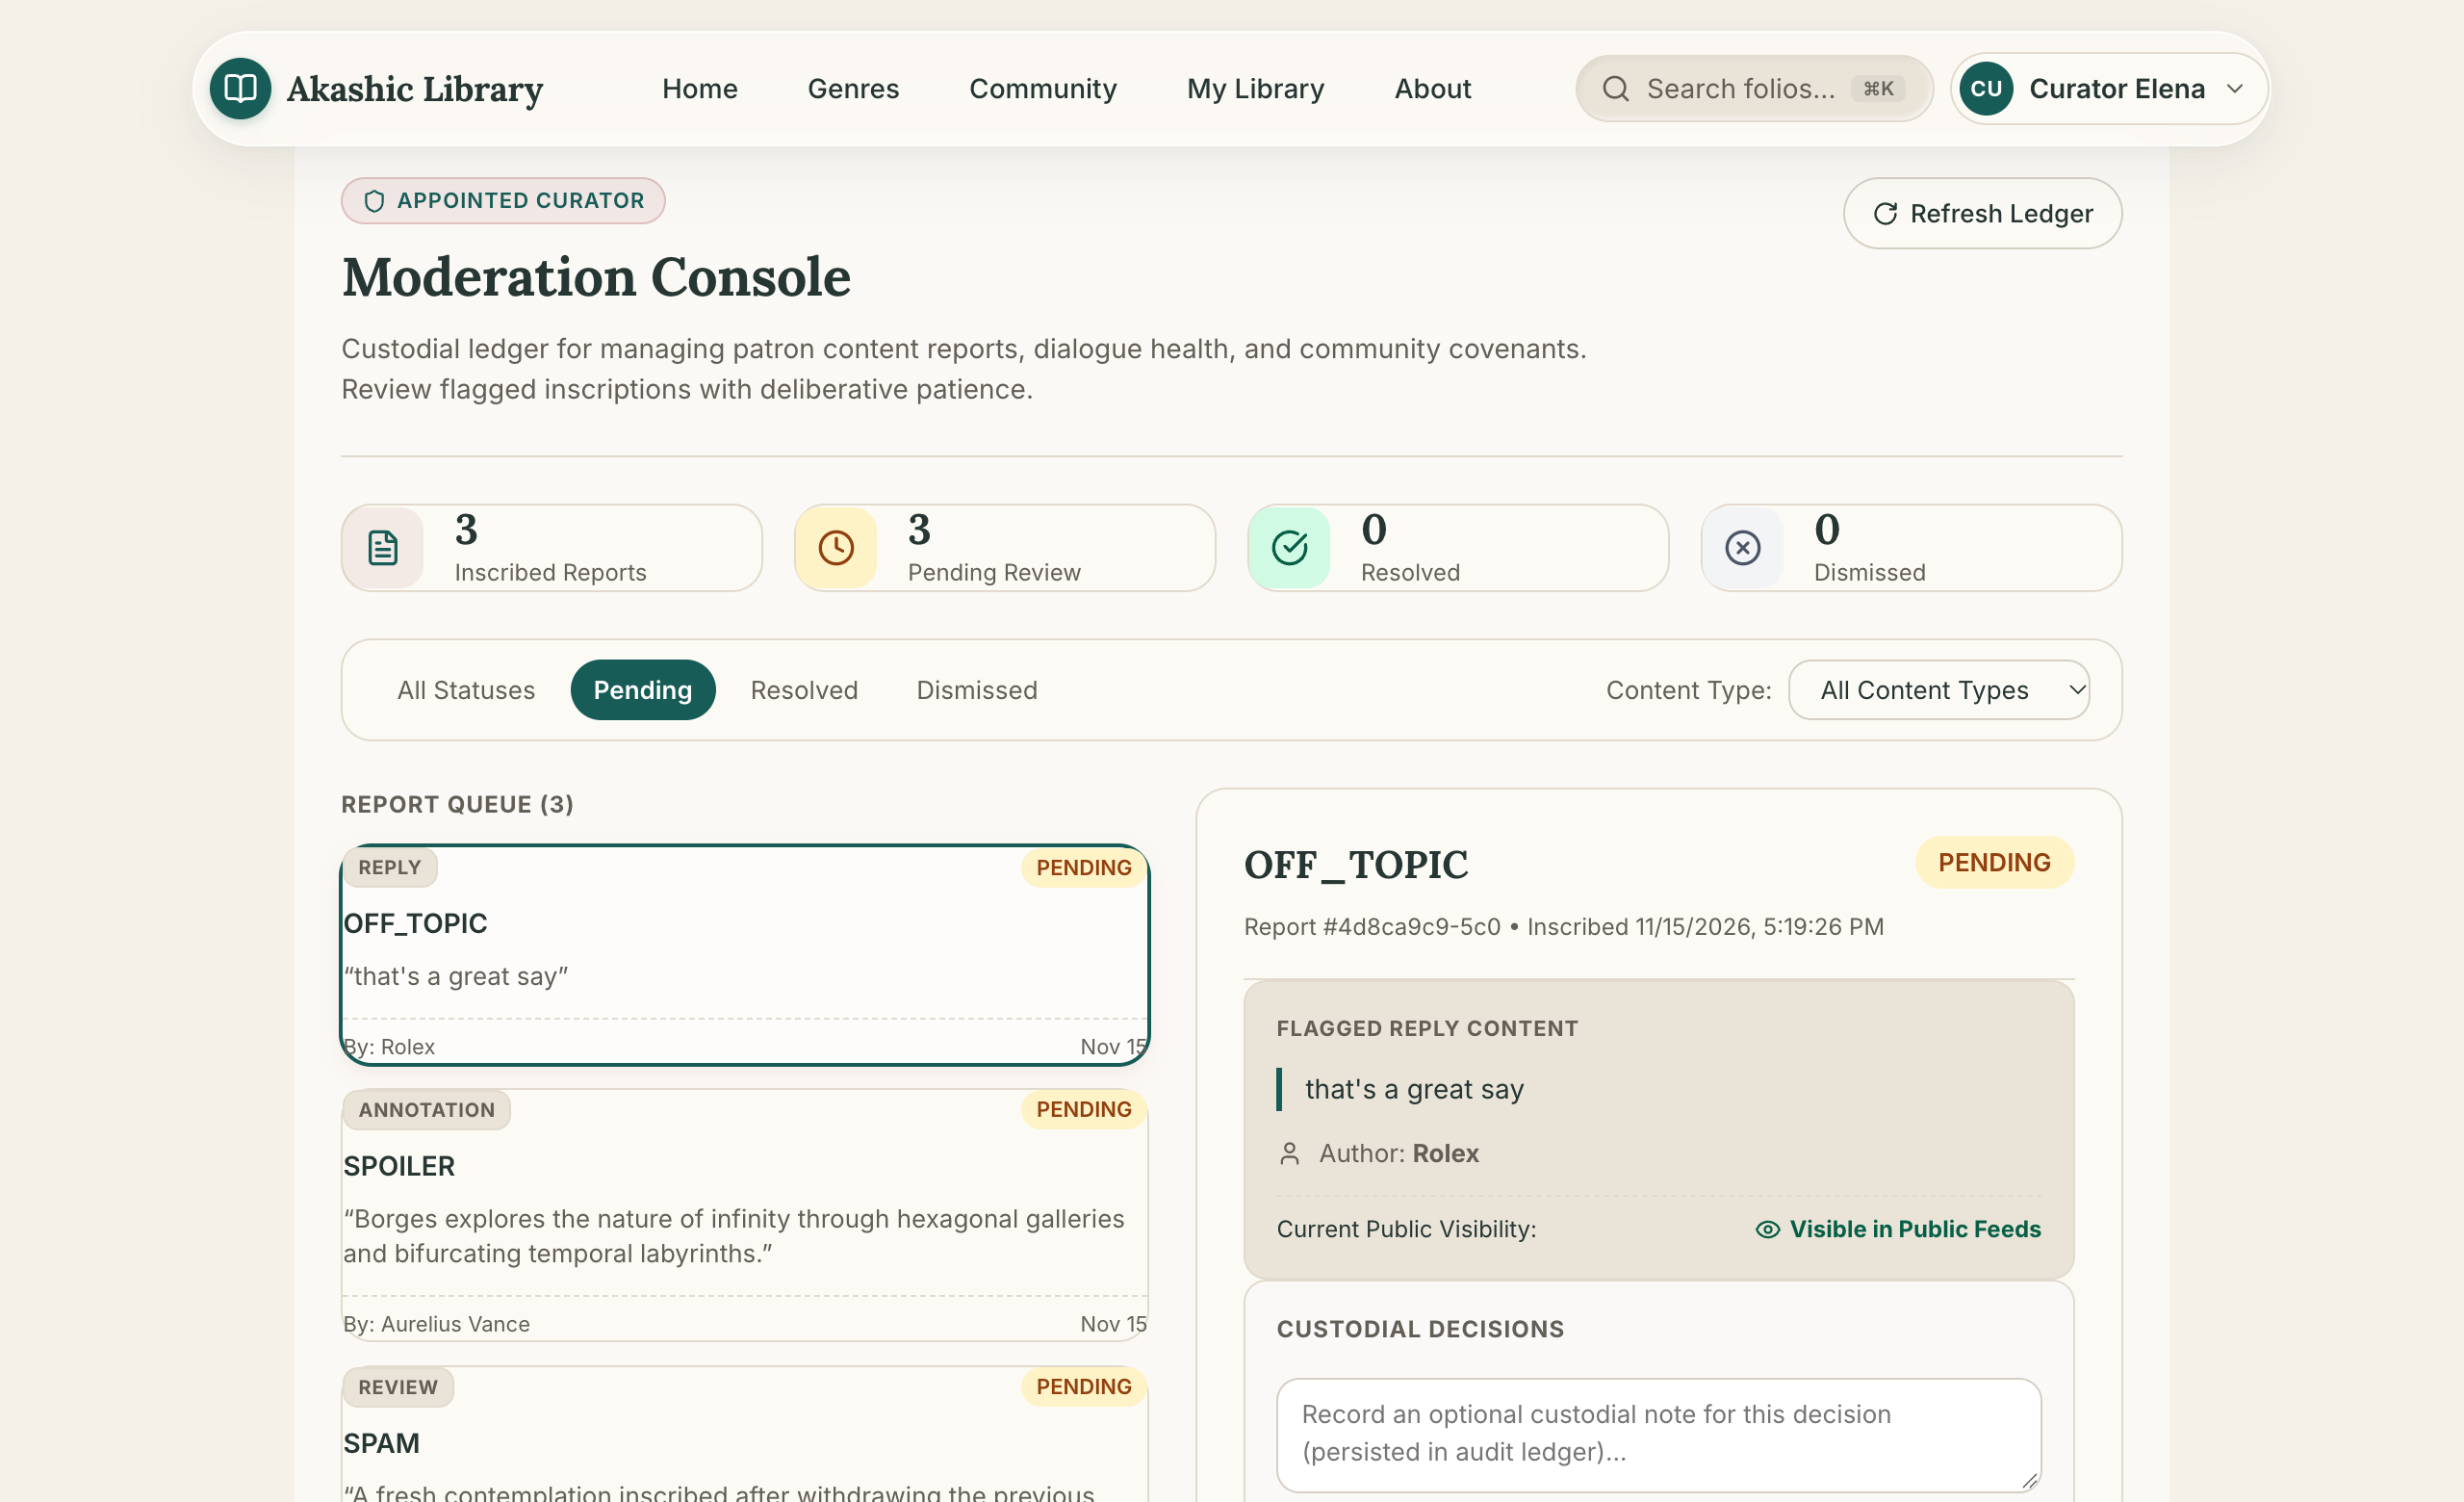 Akashic Library
Home
Genres
Community
My Library
About
Search folios...
⌘K
CU
Curator Elena
APPOINTED CURATOR
Refresh Ledger
Moderation Console
Custodial ledger for managing patron content reports, dialogue health, and community covenants.
Review flagged inscriptions with deliberative patience.
3
Inscribed Reports
3
Pending Review
0
Resolved
0
Dismissed
All Statuses
Pending
Resolved
Dismissed
Content Type:
All Content Types
REPORT QUEUE (3)
REPLY
PENDING
OFF_TOPIC
“that's a great say”
By: Rolex
Nov 15
ANNOTATION
PENDING
SPOILER
“Borges explores the nature of infinity through hexagonal galleries
and bifurcating temporal labyrinths.”
By: Aurelius Vance
Nov 15
REVIEW
PENDING
SPAM
“A fresh contemplation inscribed after withdrawing the previous
OFF_TOPIC
PENDING
Report #4d8ca9c9-5c0 • Inscribed 11/15/2026, 5:19:26 PM
FLAGGED REPLY CONTENT
that's a great say
Author: Rolex
Current Public Visibility:
Visible in Public Feeds
CUSTODIAL DECISIONS
Record an optional custodial note for this decision
(persisted in audit ledger)...